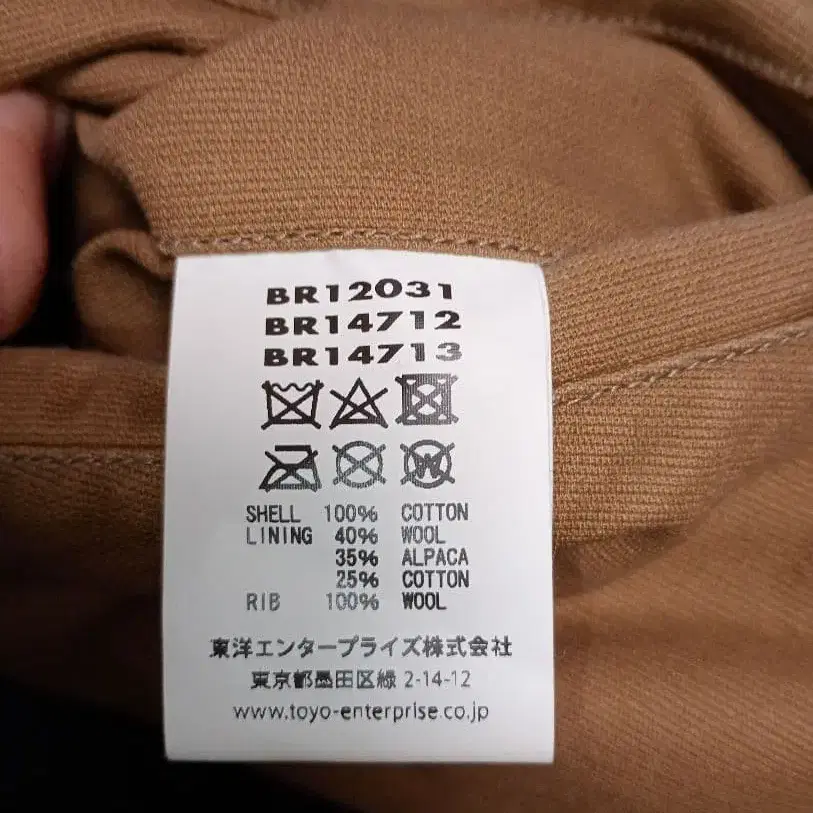 BR12031
BR14712
BR14713
W
SHELL 100% COTTON
LINING 40% WOOL
35% ALPACA
25% COTTON
RIB 100% WOOL
東洋エンタープライズ株式会社
東京都墨田区緑 2-14-12
www.toyo-enterprise.co.jp